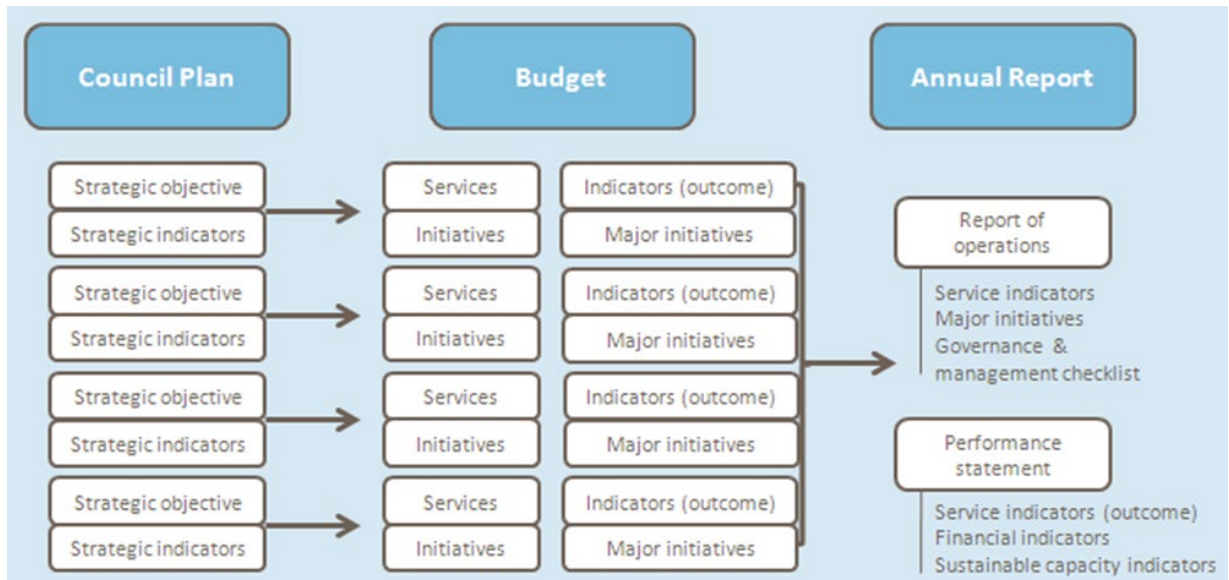 Council Plan
Budget
Annual Report
Strategic objective
Strategic indicators
Services
Initiatives
Indicators (outcome)
Major initiatives
Strategic objective
Strategic indicators
Services
Initiatives
Indicators (outcome)
Major initiatives
Strategic objective
Strategic indicators
Services
Initiatives
Indicators (outcome)
Major initiatives
Strategic objective
Strategic indicators
Services
Initiatives
Indicators (outcome)
Major initiatives
Report of
operations
Service indicators
Major initiatives
Governance &
management checklist
Performance
statement
Service indicators (outcome)
Financial indicators
Sustainable capacity indicators